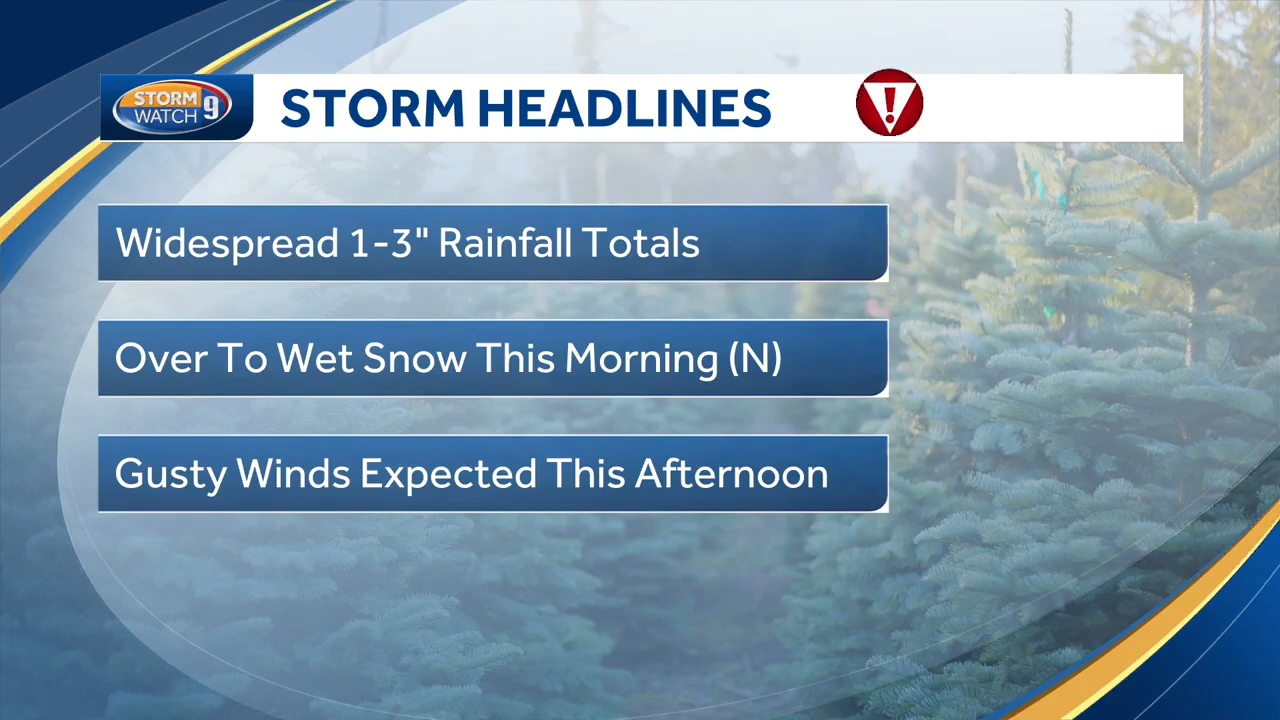 STORM
WATCH 9
STORM HEADLINES
Widespread 1-3" Rainfall Totals
Over To Wet Snow This Morning (N)
Gusty Winds Expected This Afternoon